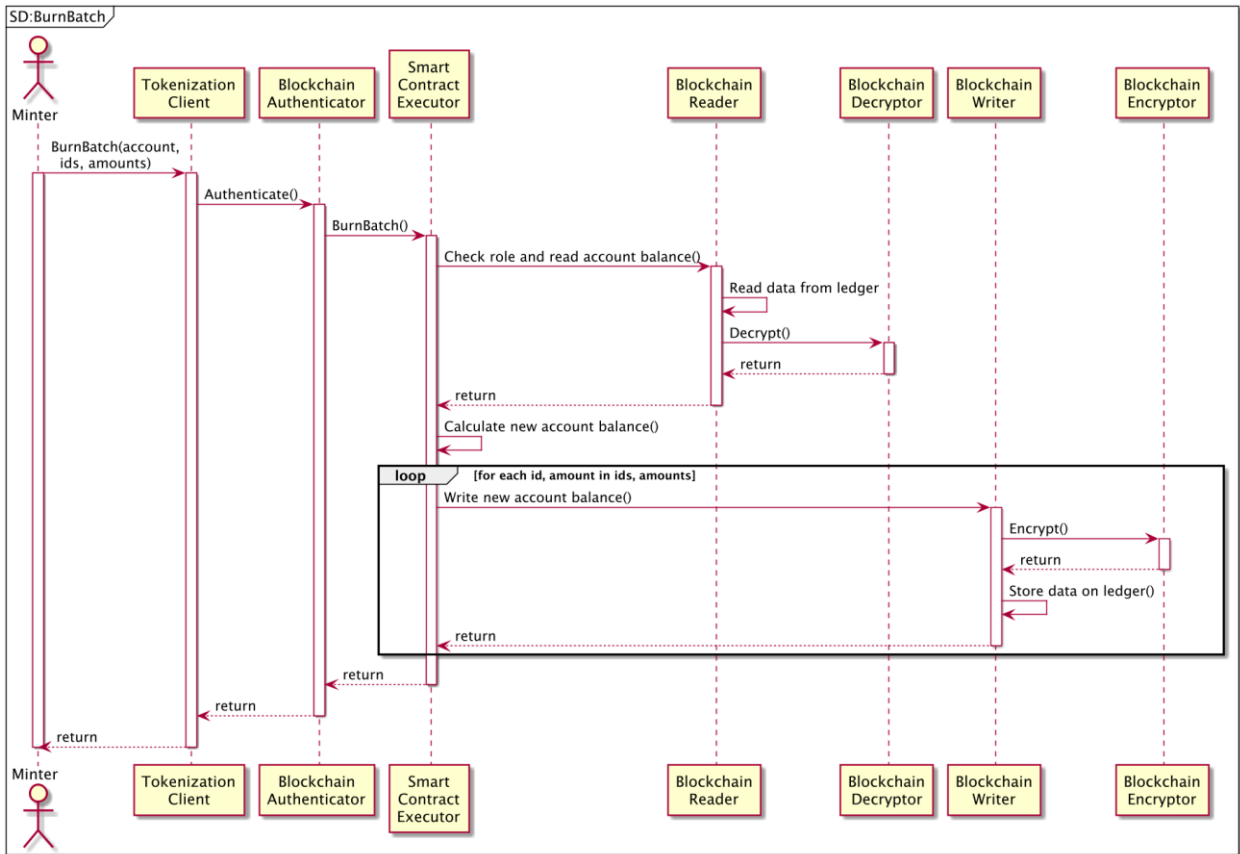 SD:BurnBatch
Minter
Tokenization
Client
Blockchain
Authenticator
Smart
Contract
Executor
Blockchain
Reader
Blockchain
Decryptor
Blockchain
Writer
Blockchain
Encryptor
BurnBatch(account,
ids, amounts)
Authenticate()
BurnBatch()
Check role and read account balance()
Read data from ledger
Decrypt()
return
return
Calculate new account balance()
loop [for each id, amount in ids, amounts]
Write new account balance()
Encrypt()
return
Store data on ledger()
return
return
return
return
Minter
Tokenization
Client
Blockchain
Authenticator
Smart
Contract
Executor
Blockchain
Reader
Blockchain
Decryptor
Blockchain
Writer
Blockchain
Encryptor